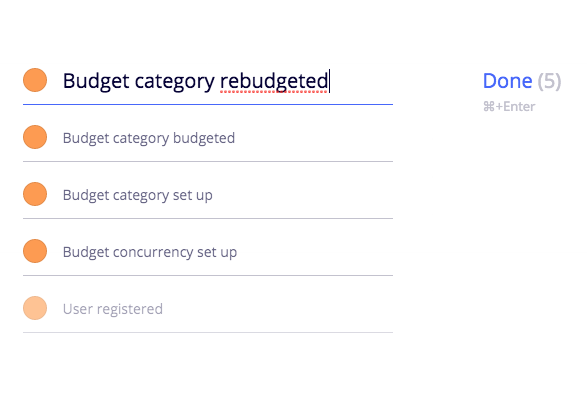 Budget category rebudgeted
Done (5)
⌘+Enter
Budget category budgeted
Budget category set up
Budget concurrency set up
User registered